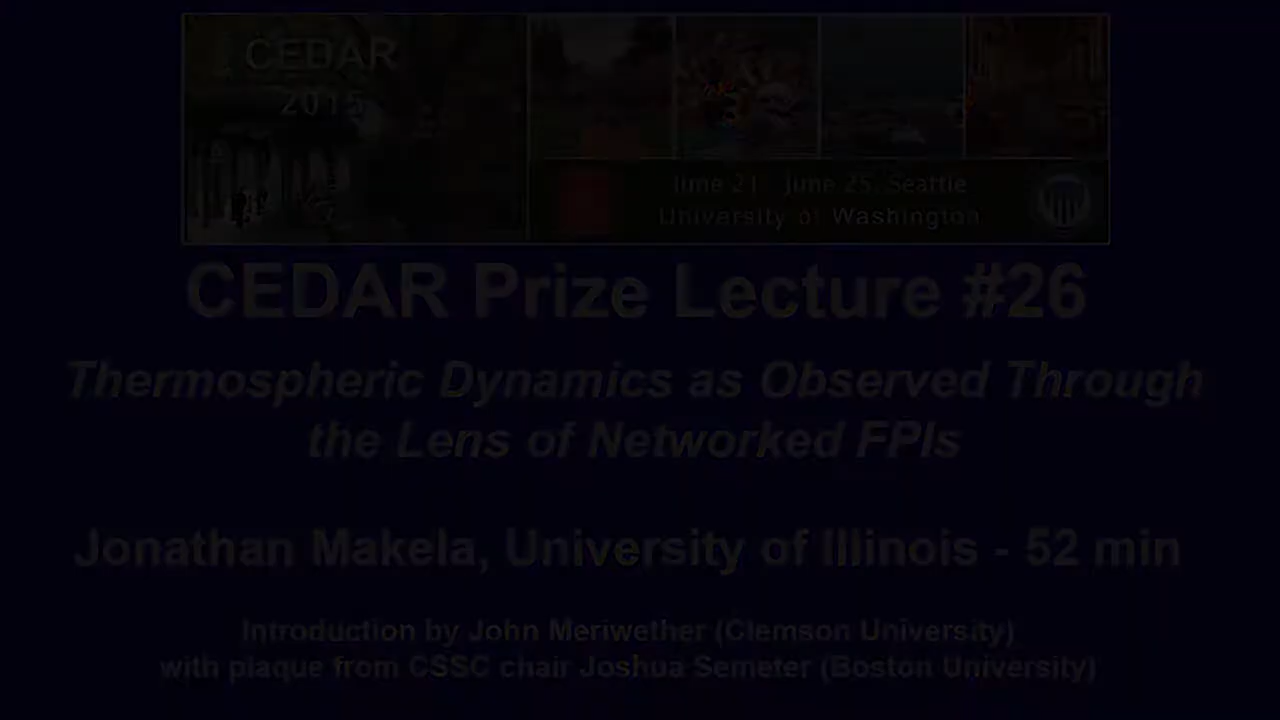 CEDAR
2015
June 21 - June 25, Seattle
University of Washington
CEDAR Prize Lecture #26
Thermospheric Dynamics as Observed Through
the Lens of Networked FPIs
Jonathan Makela, University of Illinois - 52 min
Introduction by John Meriwether (Clemson University)
with plaque from CSSC chair Joshua Semeter (Boston University)